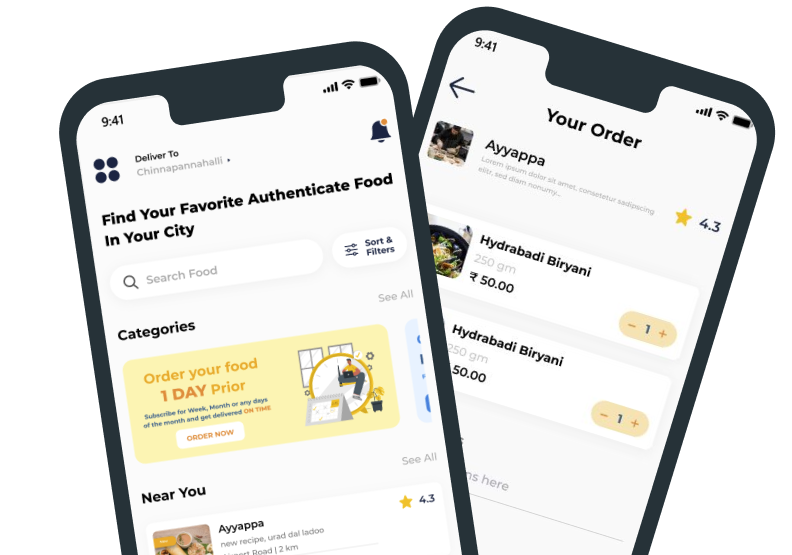 9:41
Deliver To
Chinnapannahalli
Find Your Favorite Authenticate Food
In Your City
Search Food
Sort &
Filters
See All
Categories
Order your food
1 DAY Prior
Subscribe for Week, Month or any days
of the month and get delivered ON TIME
ORDER NOW
See All
Near You
Ayyappa
new recipe, urad dal ladoo
Road | 2 km
4.3
9:41
Your Order
Ayyappa
Lorem ipsum dolor sit amet, consetetur sadipscing
elitr, sed diam nonumy...
4.3
Hydrabadi Biryani
250 gm
₹ 50.00
− 1 +
Hydrabadi Biryani
250 gm
50.00
− 1 +
here